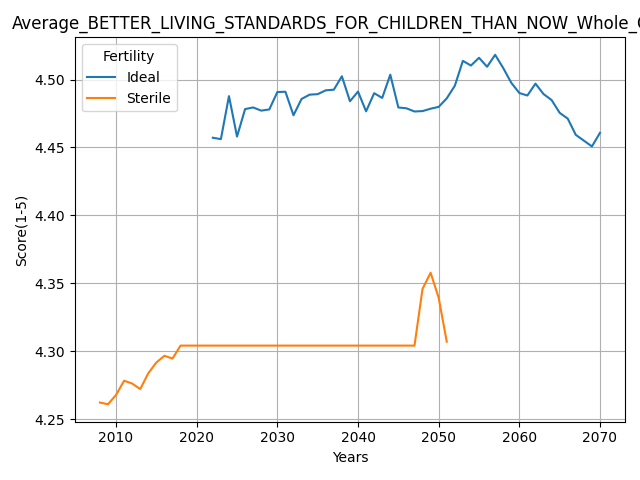 Average_BETTER_LIVING_STANDARDS_FOR_CHILDREN_THAN_NOW_Whole_
Fertility
Ideal
Sterile
4.50
4.45
4.40
4.35
4.30
4.25
Score(1-5)
2010 2020 2030 2040 2050 2060 2070
Years